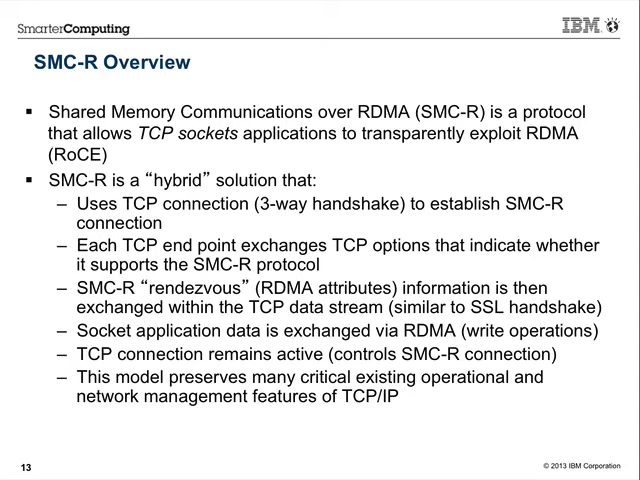 SmarterComputing
IBM
SMC-R Overview
▪ Shared Memory Communications over RDMA (SMC-R) is a protocol
that allows TCP sockets applications to transparently exploit RDMA
(RoCE)
▪ SMC-R is a “hybrid” solution that:
– Uses TCP connection (3-way handshake) to establish SMC-R
connection
– Each TCP end point exchanges TCP options that indicate whether
it supports the SMC-R protocol
– SMC-R “rendezvous” (RDMA attributes) information is then
exchanged within the TCP data stream (similar to SSL handshake)
– Socket application data is exchanged via RDMA (write operations)
– TCP connection remains active (controls SMC-R connection)
– This model preserves many critical existing operational and
network management features of TCP/IP
13
© 2013 IBM Corporation